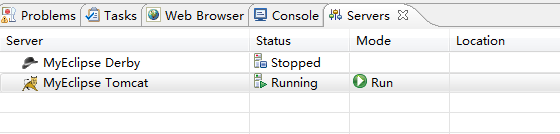 Problems Tasks Web Browser Console Servers
Server Status Mode Location
MyEclipse Derby Stopped
MyEclipse Tomcat Running Run